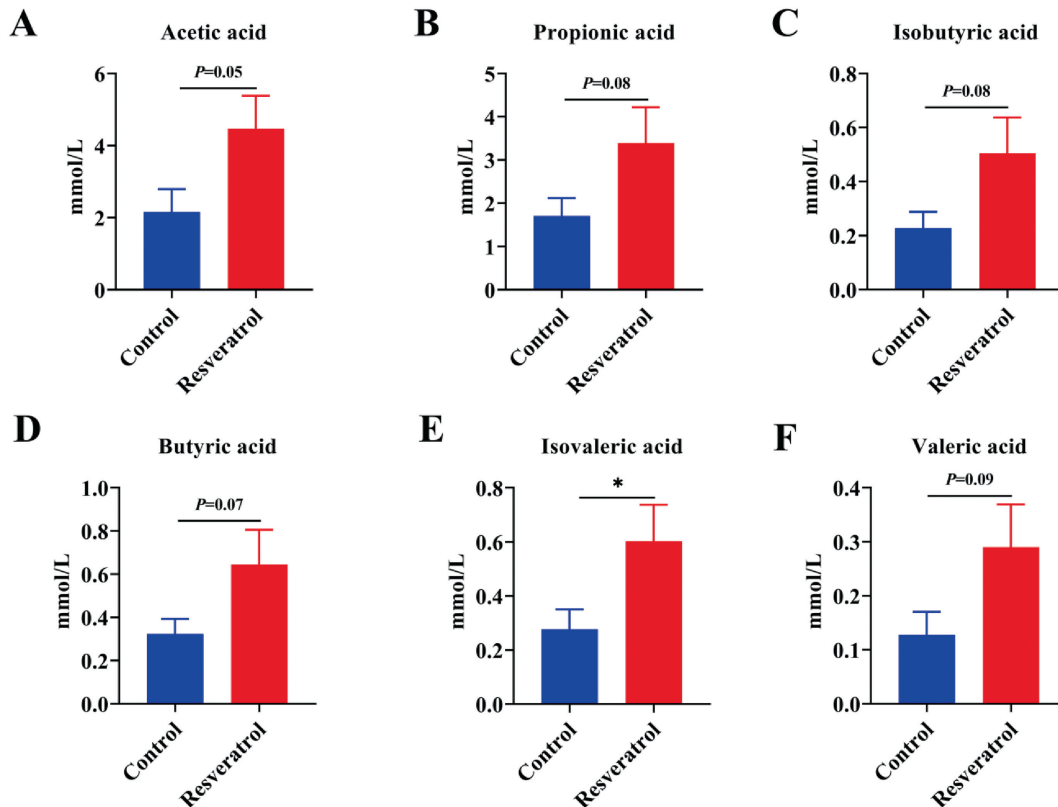 A
Acetic acid
P=0.05
mmol/L
6
4
2
0
Control
Resveratrol
B
Propionic acid
P=0.08
mmol/L
5
4
3
2
1
0
Control
Resveratrol
C
Isobutyric acid
P=0.08
mmol/L
0.8
0.6
0.4
0.2
0.0
Control
Resveratrol
D
Butyric acid
P=0.07
mmol/L
1.0
0.8
0.6
0.4
0.2
0.0
Control
Resveratrol
E
Isovaleric acid
*
mmol/L
0.8
0.6
0.4
0.2
0.0
Control
Resveratrol
F
Valeric acid
P=0.09
mmol/L
0.4
0.3
0.2
0.1
0.0
Control
Resveratrol